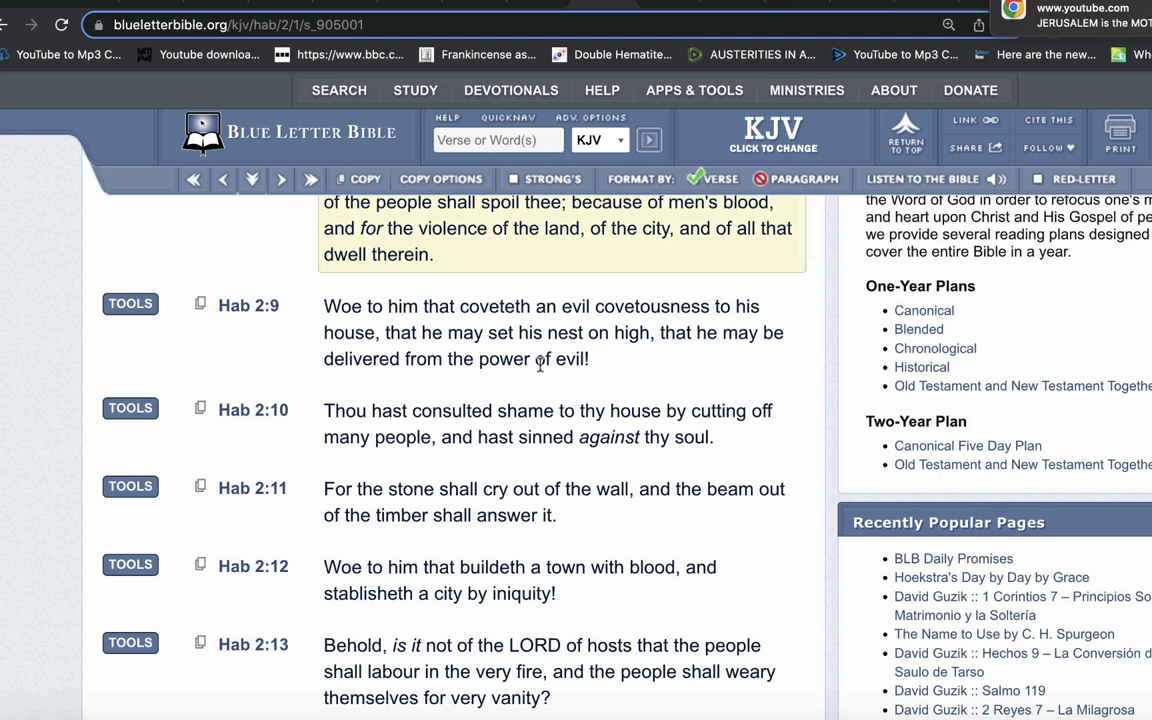 www.youtube.com
JERUSALEM is the MOT
blueletterbible.org/kjv/hab/2/1/s_905001
YouTube to Mp3 C... Youtube downloa... https://www.bbc.c... Frankincense as... Double Hematite... AUSTERITIES IN A... YouTube to Mp3 C... Here are the new... Wh
SEARCH STUDY DEVOTIONALS HELP APPS & TOOLS MINISTRIES ABOUT DONATE
HELP QUICKNAV ADV. OPTIONS
BLUE LETTER BIBLE
Verse or Word(s) KJV
KJV
CLICK TO CHANGE
RETURN
TO TOP
LINK CITE THIS
SHARE FOLLOW
PRINT
COPY COPY OPTIONS STRONG'S FORMAT BY: VERSE PARAGRAPH LISTEN TO THE BIBLE RED-LETTER
of the people shall spoil thee; because of men's blood,
and for the violence of the land, of the city, and of all that
dwell therein.
TOOLS Hab 2:9 Woe to him that coveteth an evil covetousness to his
house, that he may set his nest on high, that he may be
delivered from the power of evil!
TOOLS Hab 2:10 Thou hast consulted shame to thy house by cutting off
many people, and hast sinned against thy soul.
TOOLS Hab 2:11 For the stone shall cry out of the wall, and the beam out
of the timber shall answer it.
TOOLS Hab 2:12 Woe to him that buildeth a town with blood, and
stablisheth a city by iniquity!
TOOLS Hab 2:13 Behold, is it not of the LORD of hosts that the people
shall labour in the very fire, and the people shall weary
themselves for very vanity?
the Word of God in order to refocus one's m
and heart upon Christ and His Gospel of pe
we provide several reading plans designed
cover the entire Bible in a year.
One-Year Plans
Canonical
Blended
Chronological
Historical
Old Testament and New Testament Togethe
Two-Year Plan
Canonical Five Day Plan
Old Testament and New Testament Togethe
Recently Popular Pages
BLB Daily Promises
Hoekstra's Day by Day by Grace
David Guzik :: 1 Corintios 7 – Principios So
Matrimonio y la Soltería
The Name to Use by C. H. Spurgeon
David Guzik :: Hechos 9 – La Conversión d
Saulo de Tarso
David Guzik :: Salmo 119
David Guzik :: 2 Reyes 7 – La Milagrosa